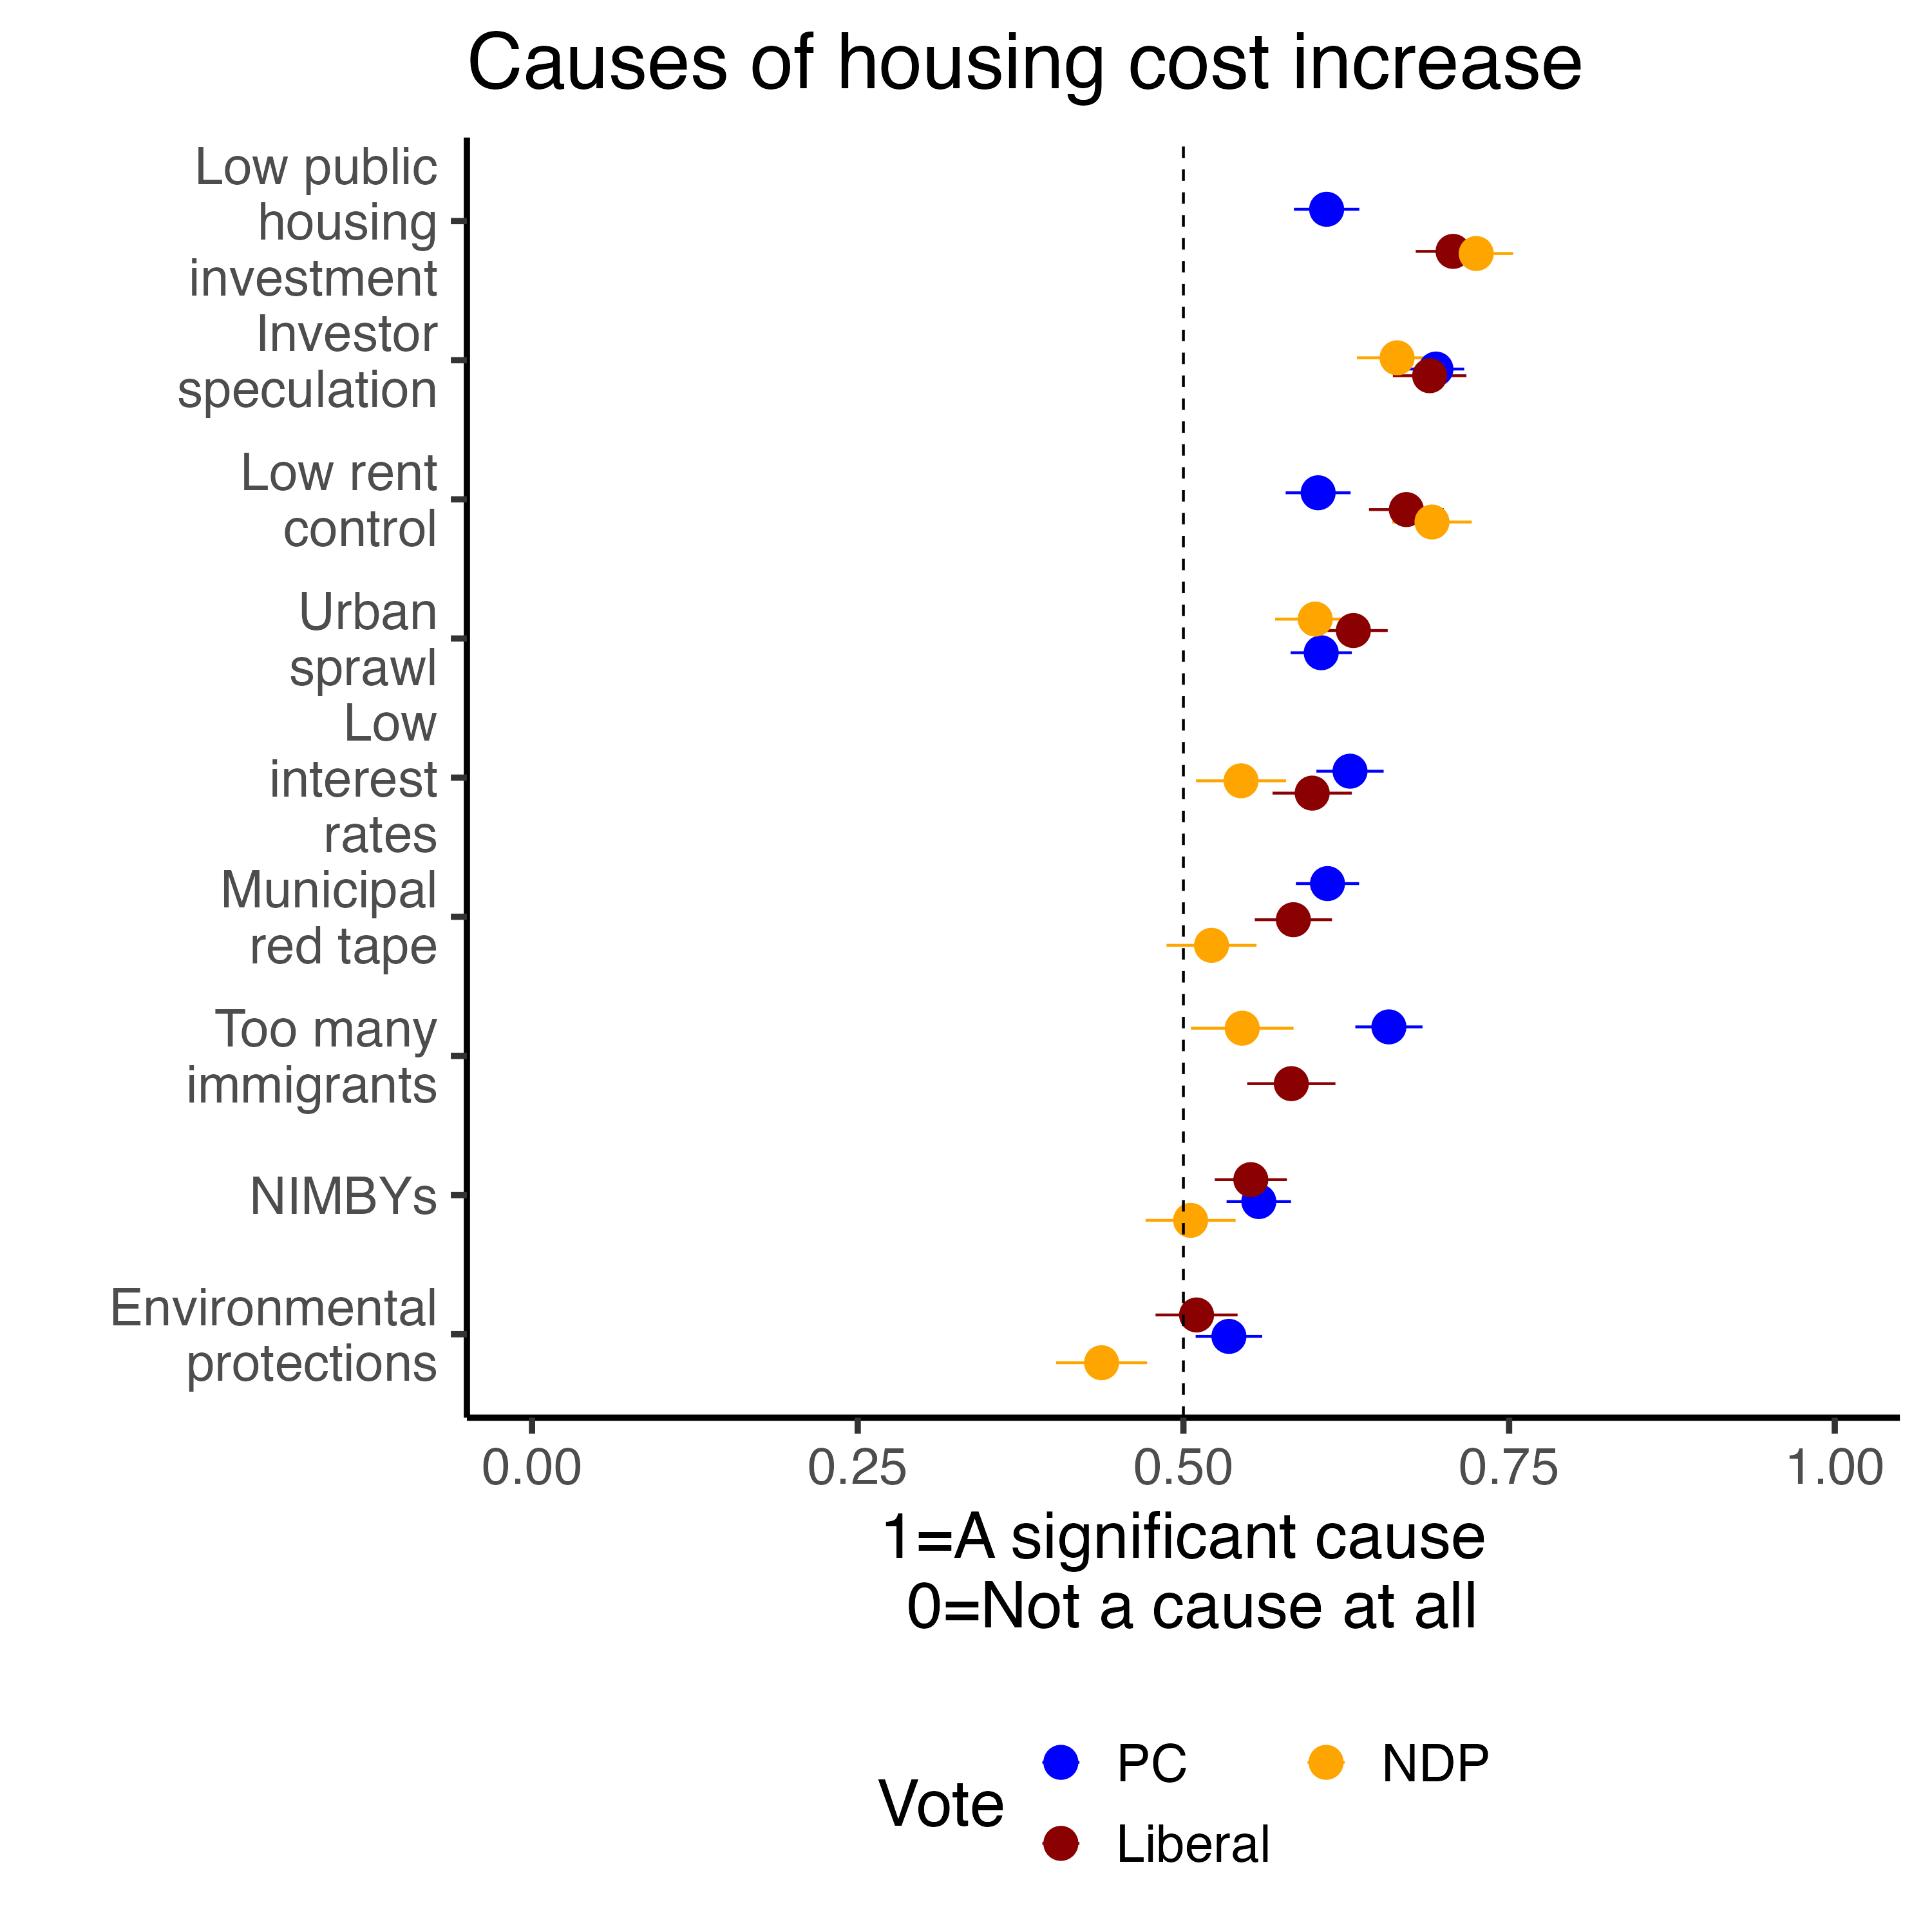 Causes of housing cost increase
Low public
housing
investment
Investor
speculation
Low rent
control
Urban
sprawl
Low
interest
rates
Municipal
red tape
Too many
immigrants
NIMBYs
Environmental
protections
0.00 0.25 0.50 0.75 1.00
1=A significant cause
0=Not a cause at all
Vote
PC NDP
Liberal